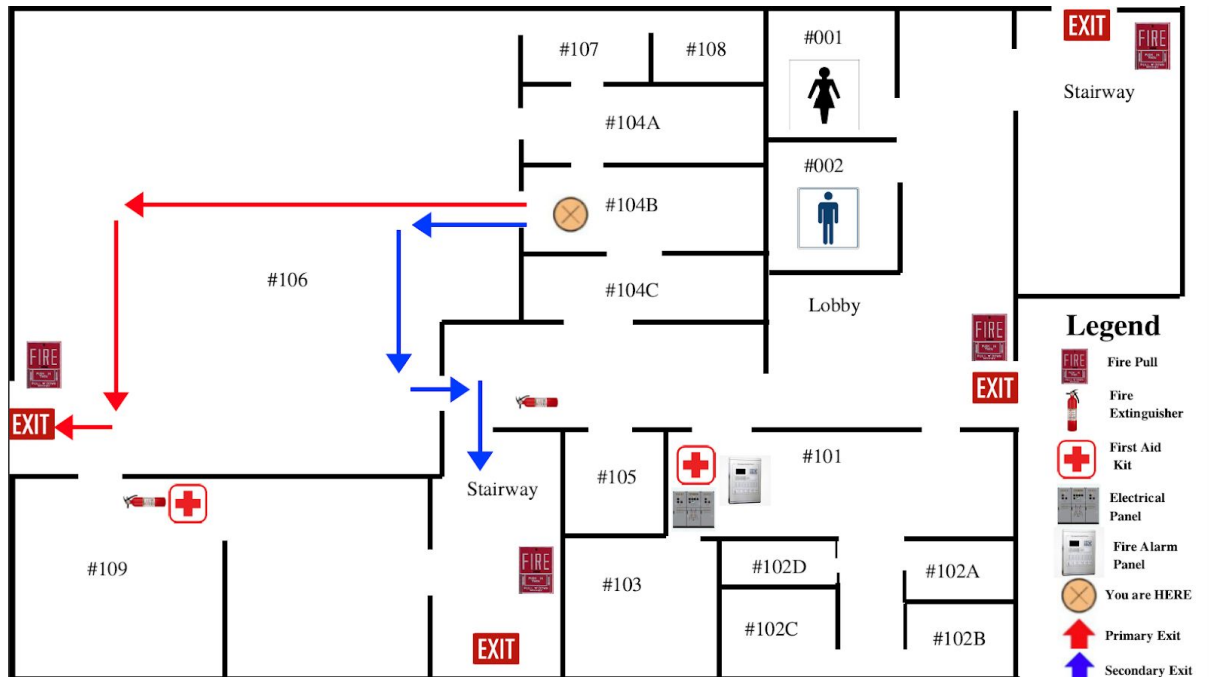 #107
#108
#001
EXIT
FIRE
Stairway
#104A
#002
#104B
#106
#104C
Lobby
FIRE
FIRE
EXIT
EXIT
Legend
FIRE
Fire Pull
Fire
Extinguisher
First Aid
Kit
Electrical
Panel
Fire Alarm
Panel
You are HERE
Primary Exit
Secondary Exit
#101
#105
Stairway
#109
FIRE
#103
#102D
#102A
#102C
#102B
EXIT